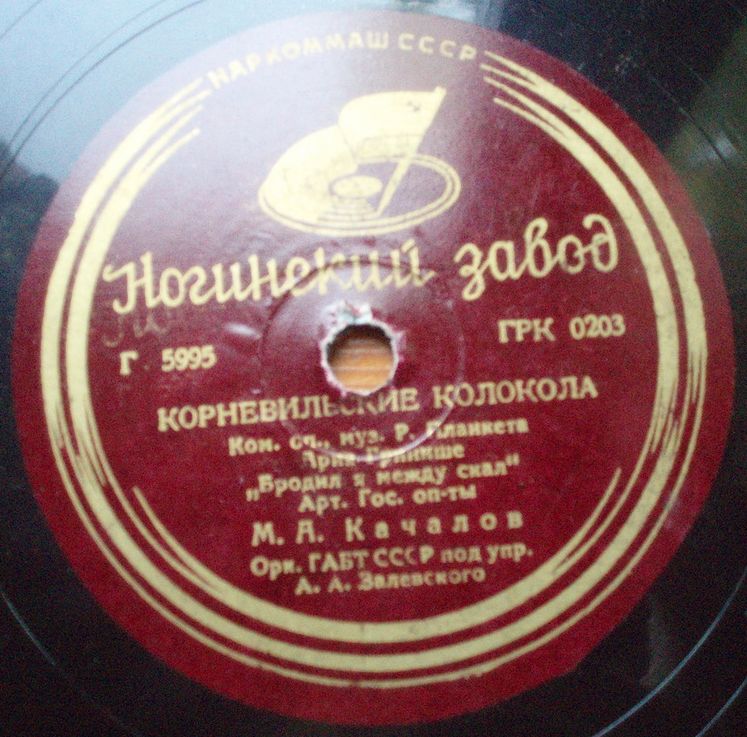 НАРКОММАШ СССР
Ногинский завод
Г 5995
ГРК 0203
КОРНЕВИЛЬСКИЕ КОЛОКОЛА
Ком. оп., муз. Р. Планкета
Ария Гренише
„Бродил я между скал"
Арт. Гос. оп-ты
М. А. Качалов
Орк. ГАБТ СССР под упр.
А. А. Залевского